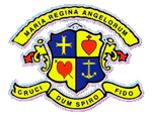 MARIA REGINA ANGELORUM
CRUCI DUM SPIRO FIDO